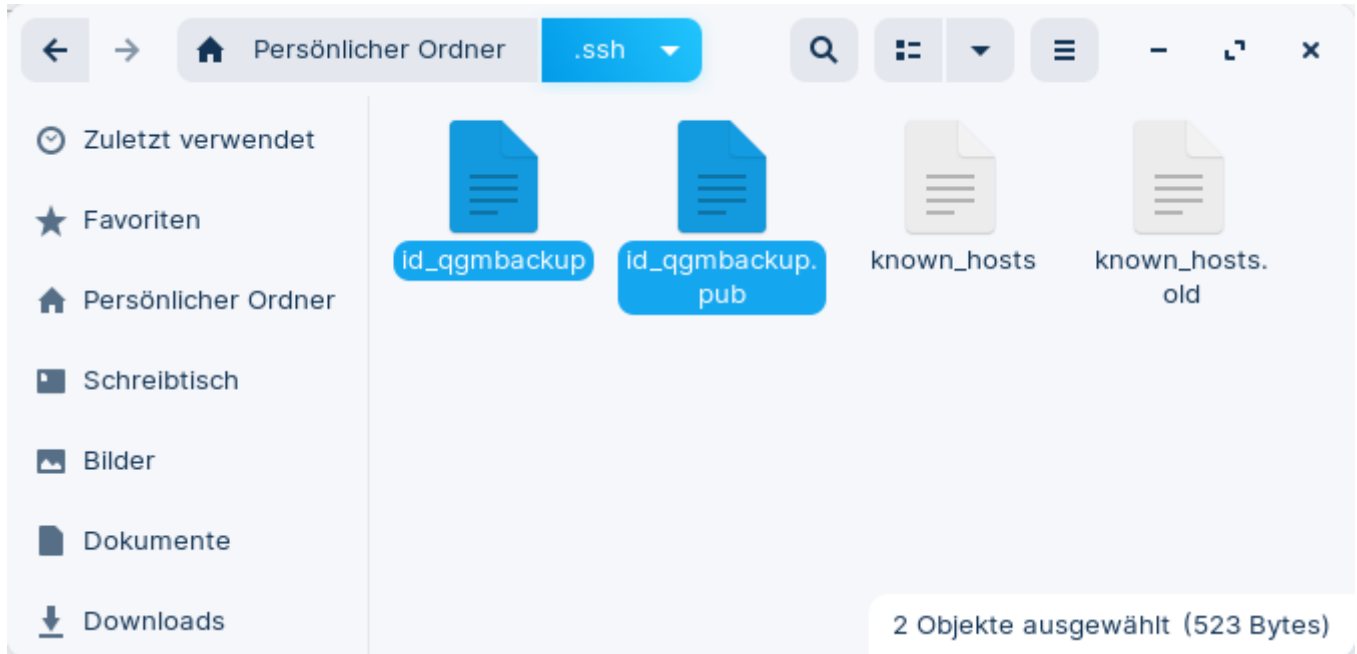 Persönlicher Ordner
.ssh
Zuletzt verwendet
Favoriten
Persönlicher Ordner
Schreibtisch
Bilder
Dokumente
Downloads
id_qgmbackup
id_qgmbackup.
pub
known_hosts
known_hosts.
old
2 Objekte ausgewählt (523 Bytes)